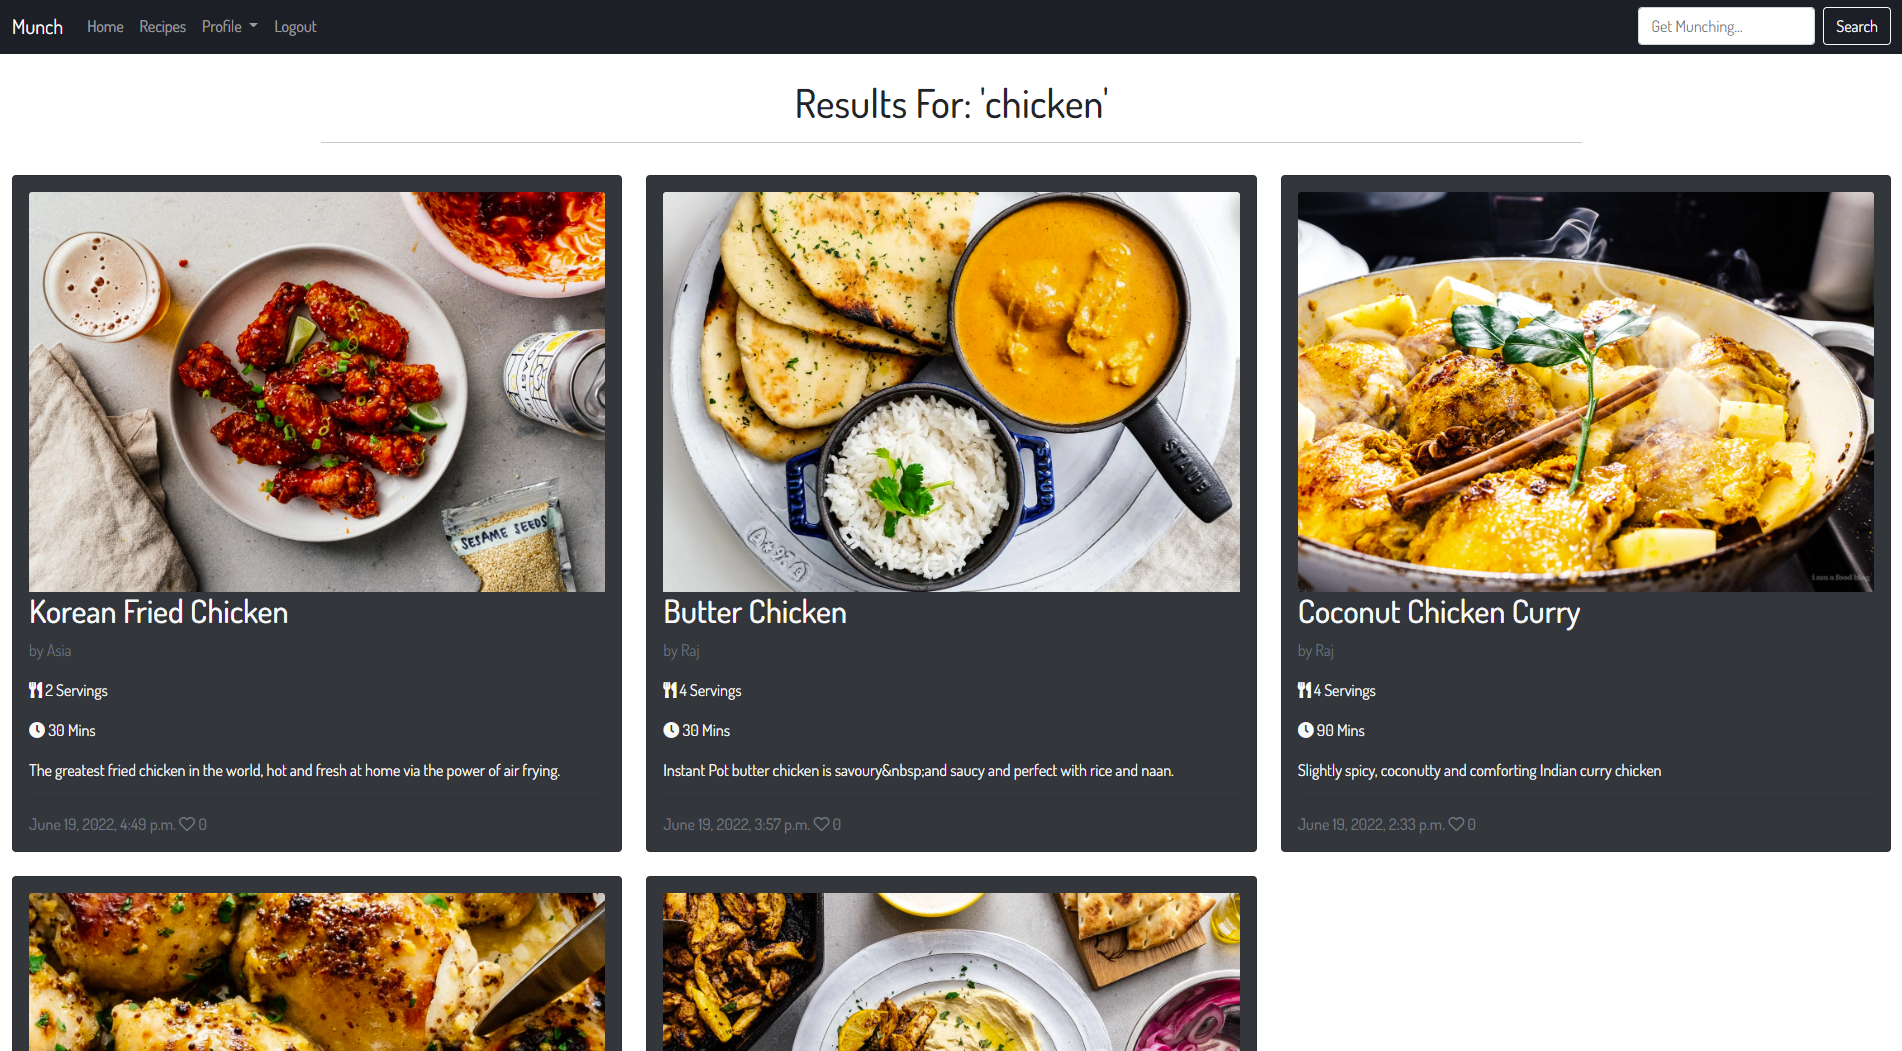 Munch Home Recipes Profile Logout Get Munching... Search
Results For: 'chicken'
SESAME SEEDS
STAUB
STAUB
I am a food blog
Korean Fried Chicken
by Asia
2 Servings
30 Mins
The greatest fried chicken in the world, hot and fresh at home via the power of air frying.
June 19, 2022, 4:49 p.m. 0
Butter Chicken
by Raj
4 Servings
30 Mins
Instant Pot butter chicken is savoury&nbsp;and saucy and perfect with rice and naan.
June 19, 2022, 3:57 p.m. 0
Coconut Chicken Curry
by Raj
4 Servings
90 Mins
Slightly spicy, coconutty and comforting Indian curry chicken
June 19, 2022, 2:33 p.m. 0